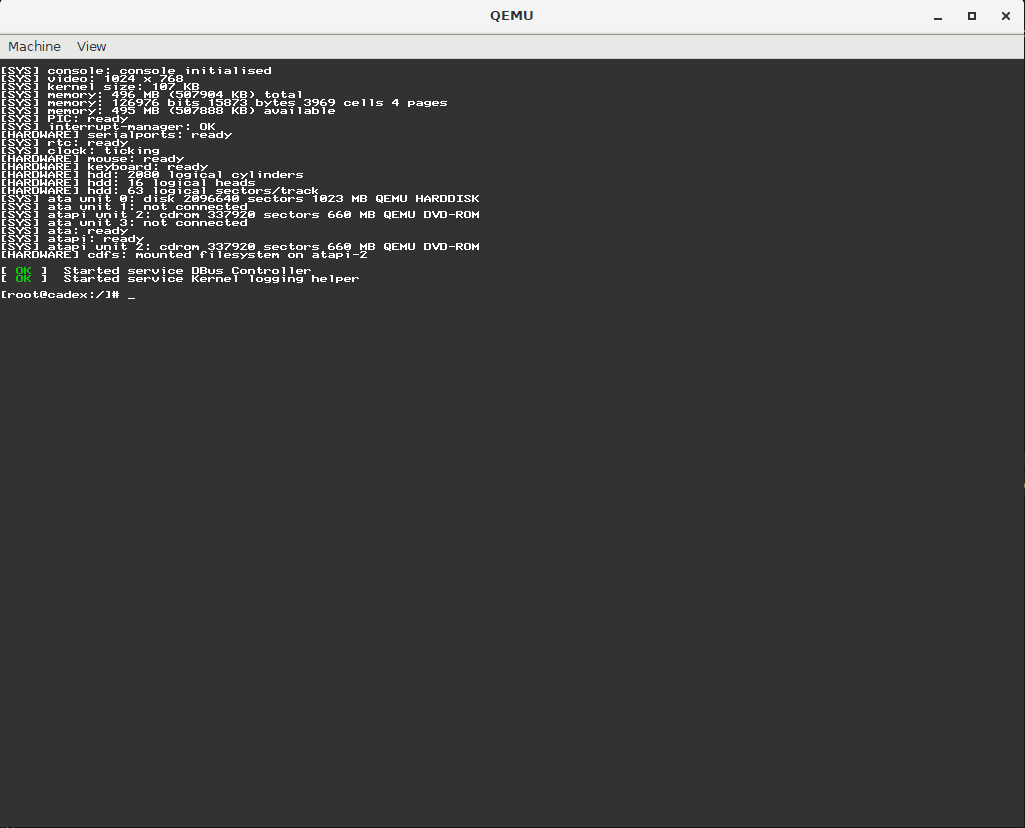 QEMU
Machine View
[SYS] console: console initialised
[SYS] video: 1024 x 768
[SYS] kernel size: 107 KB
[SYS] memory: 496 MB (507904 KB) total
[SYS] memory: 126976 bits 15873 bytes 3969 cells 4 pages
[SYS] memory: 495 MB (507888 KB) available
[SYS] PIC: ready
[SYS] interrupt-manager: OK
[HARDWARE] serialports: ready
[SYS] rtc: ready
[SYS] clock: ticking
[HARDWARE] mouse: ready
[HARDWARE] keyboard: ready
[HARDWARE] hdd: 2080 logical cylinders
[HARDWARE] hdd: 16 logical heads
[HARDWARE] hdd: 63 logical sectors/track
[SYS] ata unit 0: disk 2096640 sectors 1023 MB QEMU HARDDISK
[SYS] ata unit 1: not connected
[SYS] atapi unit 2: cdrom 337920 sectors 660 MB QEMU DVD-ROM
[SYS] ata unit 3: not connected
[SYS] ata: ready
[SYS] atapi: ready
[SYS] atapi unit 2: cdrom 337920 sectors 660 MB QEMU DVD-ROM
[HARDWARE] cdfs: mounted filesystem on atapi-2
[ OK ] Started service DBus Controller
[ OK ] Started service Kernel logging helper
[root@cadex:/]# _